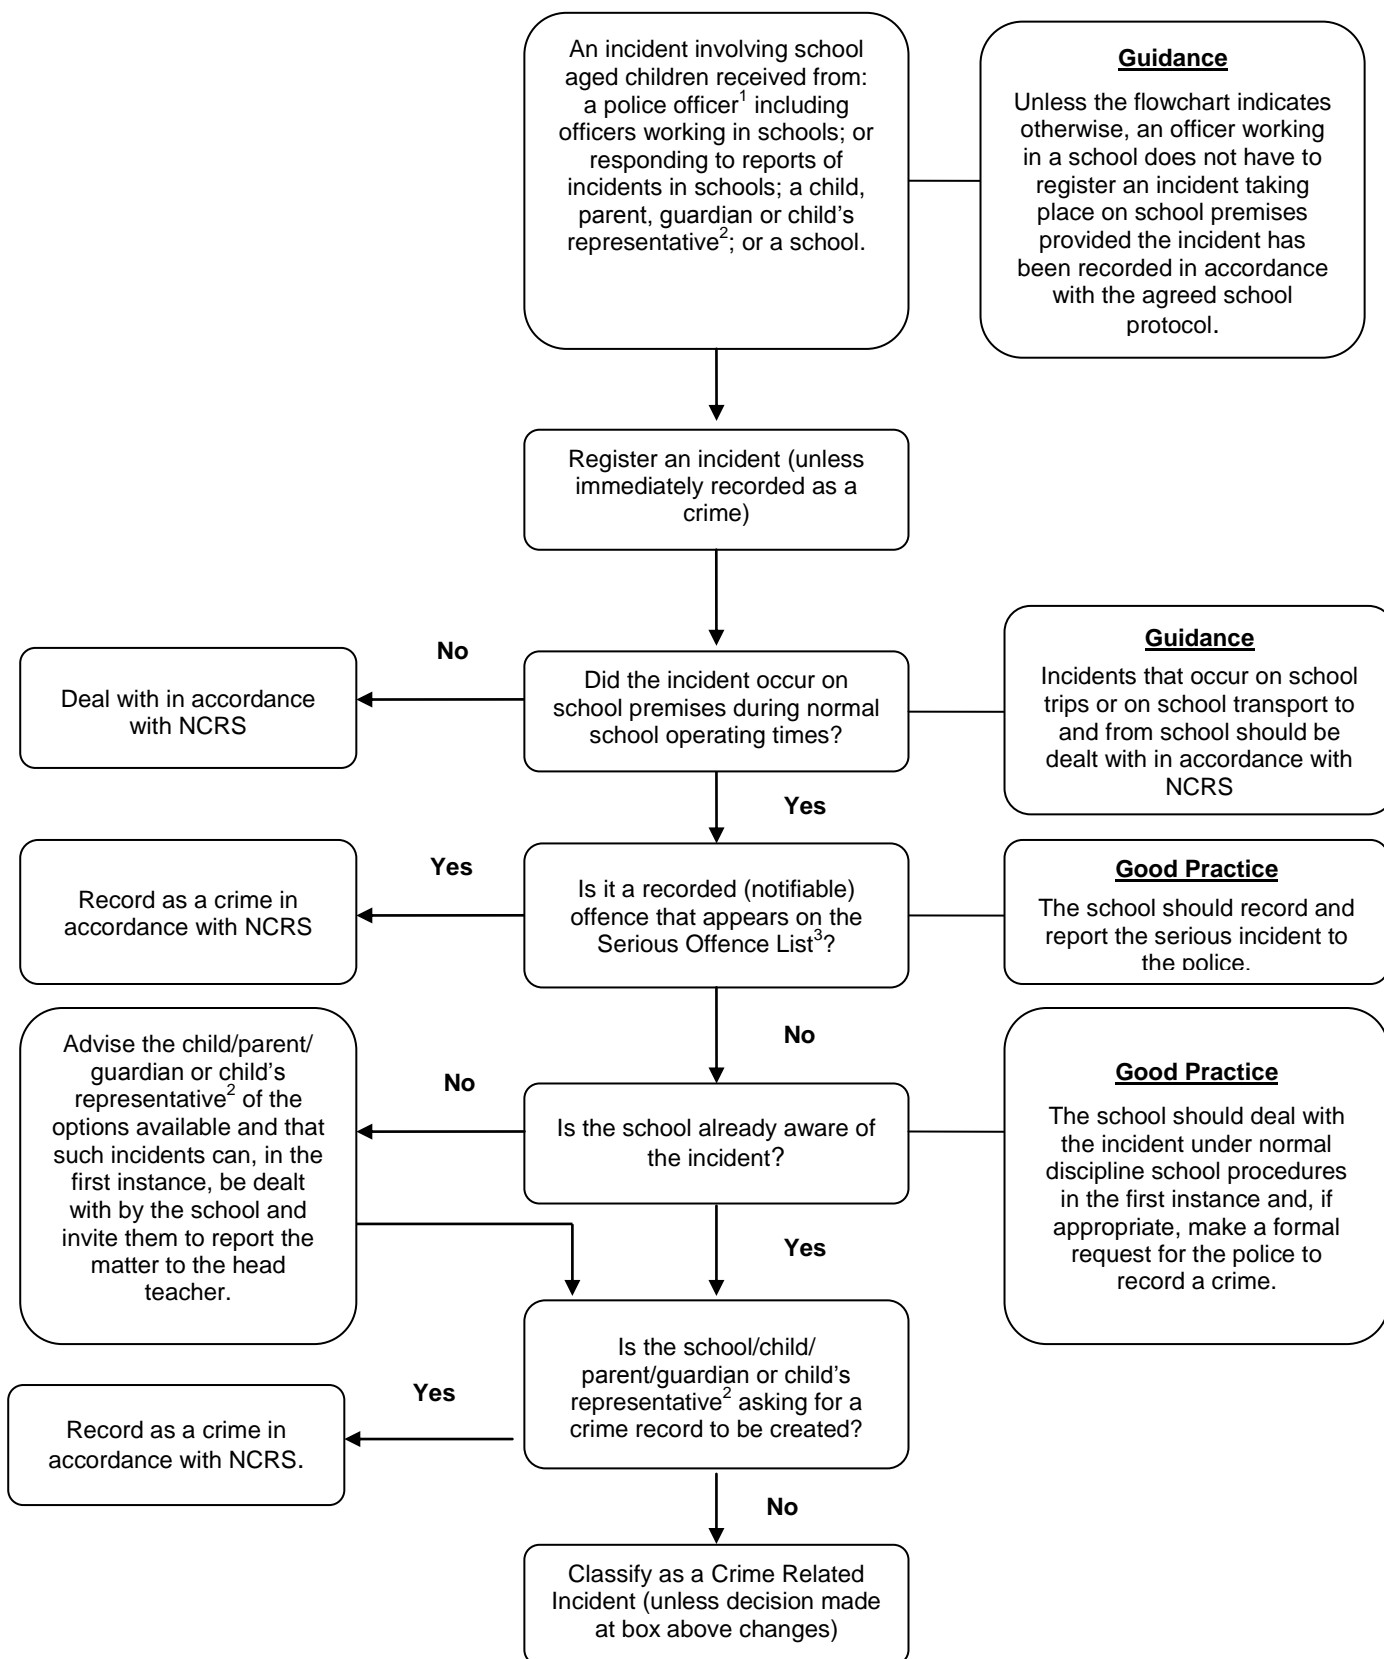 An incident involving school
aged children received from:
a police officer¹ including
officers working in schools; or
responding to reports of
incidents in schools; a child,
parent, guardian or child’s
representative²; or a school.
Guidance
Unless the flowchart indicates
otherwise, an officer working
in a school does not have to
register an incident taking
place on school premises
provided the incident has
been recorded in accordance
with the agreed school
protocol.
Register an incident (unless
immediately recorded as a
crime)
No
Deal with in accordance
with NCRS
Did the incident occur on
school premises during normal
school operating times?
Guidance
Incidents that occur on school
trips or on school transport to
and from school should be
dealt with in accordance with
NCRS
Yes
Yes
Record as a crime in
accordance with NCRS
Is it a recorded (notifiable)
offence that appears on the
Serious Offence List³?
Good Practice
The school should record and
report the serious incident to
the police.
No
Advise the child/parent/
guardian or child’s
representative² of the
options available and that
such incidents can, in the
first instance, be dealt
with by the school and
invite them to report the
matter to the head
teacher.
No
Is the school already aware of
the incident?
Good Practice
The school should deal with
the incident under normal
discipline school procedures
in the first instance and, if
appropriate, make a formal
request for the police to
record a crime.
Yes
Is the school/child/
parent/guardian or child’s
representative² asking for a
crime record to be created?
Yes
Record as a crime in
accordance with NCRS.
No
Classify as a Crime Related
Incident (unless decision made
at box above changes)